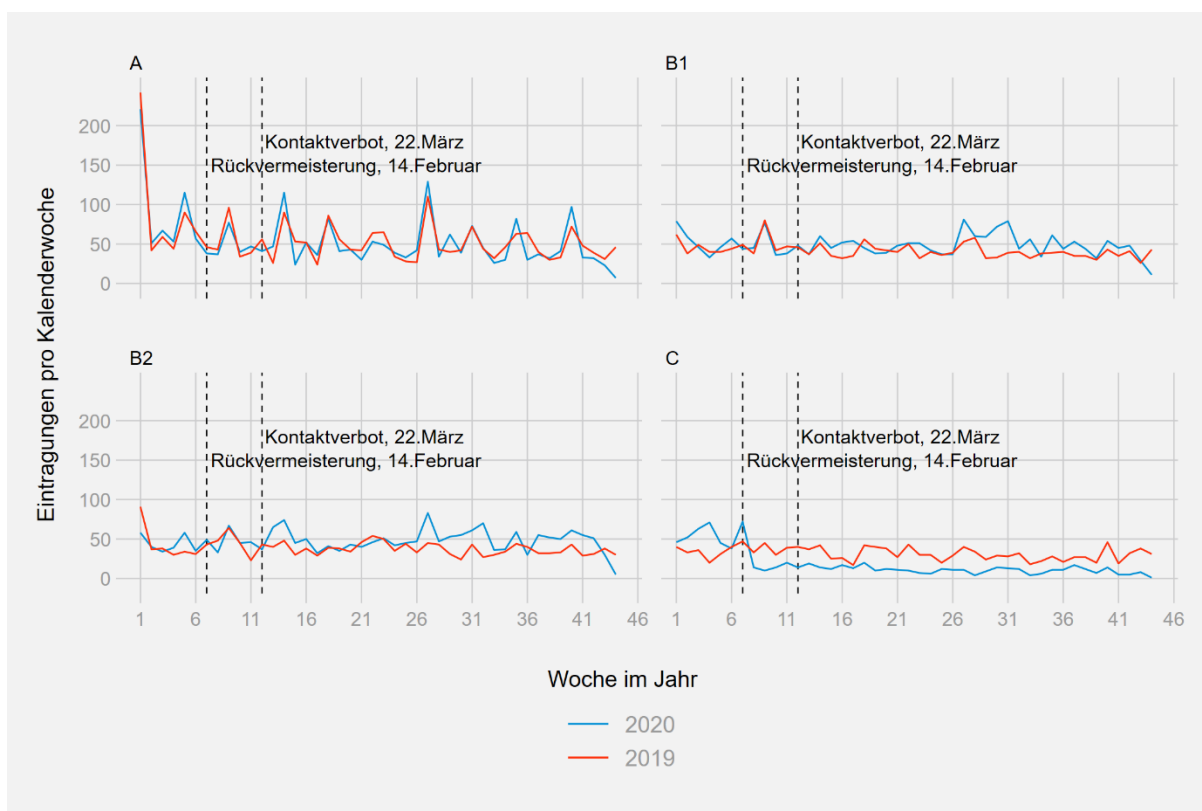 A
B1
Eintragungen pro Kalenderwoche
200
150
100
50
0
Kontaktverbot, 22.März
Rückvermeisterung, 14.Februar
Kontaktverbot, 22.März
Rückvermeisterung, 14.Februar
B2
C
200
150
100
50
0
Kontaktverbot, 22.März
Rückvermeisterung, 14.Februar
Kontaktverbot, 22.März
Rückvermeisterung, 14.Februar
1 6 11 16 21 26 31 36 41 46
1 6 11 16 21 26 31 36 41 46
Woche im Jahr
2020
2019